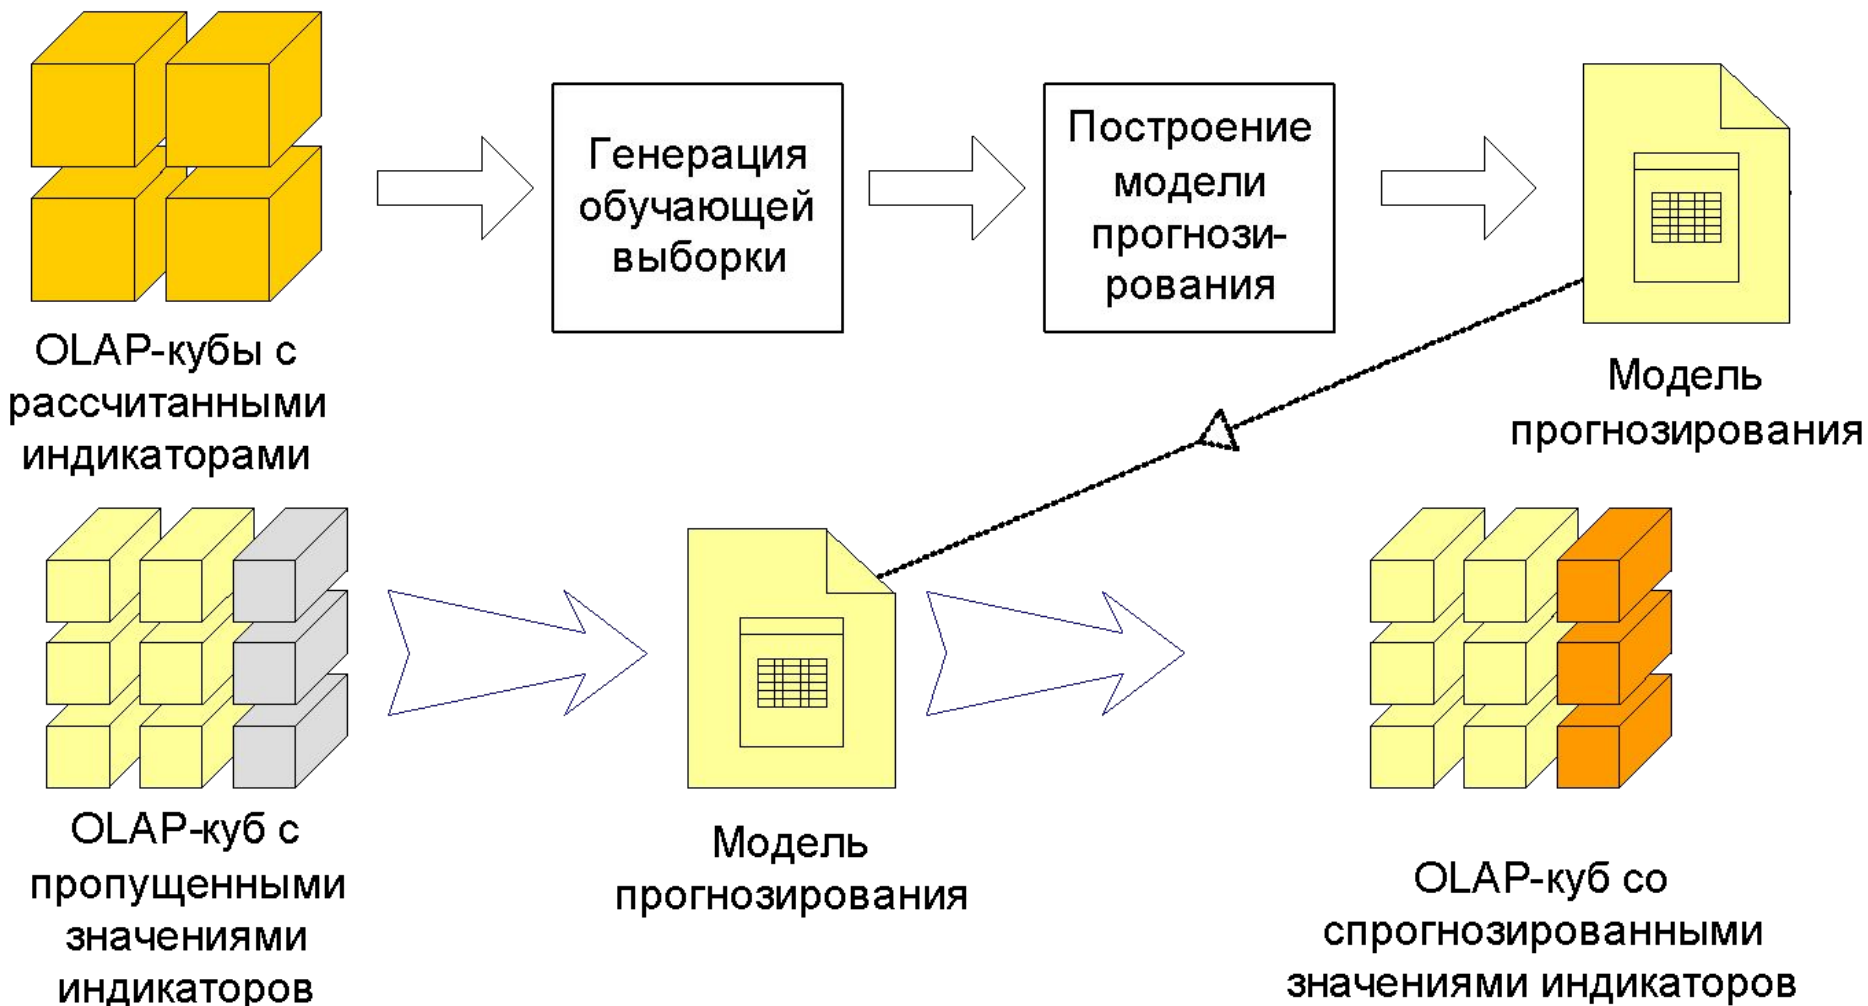 Генерация
обучающей
выборки
Построение
модели
прогнози-
рования
OLAP-кубы с
рассчитанными
индикаторами
Модель
прогнозирования
OLAP-куб с
пропущенными
значениями
индикаторов
Модель
прогнозирования
OLAP-куб со
спрогнозированными
значениями индикаторов